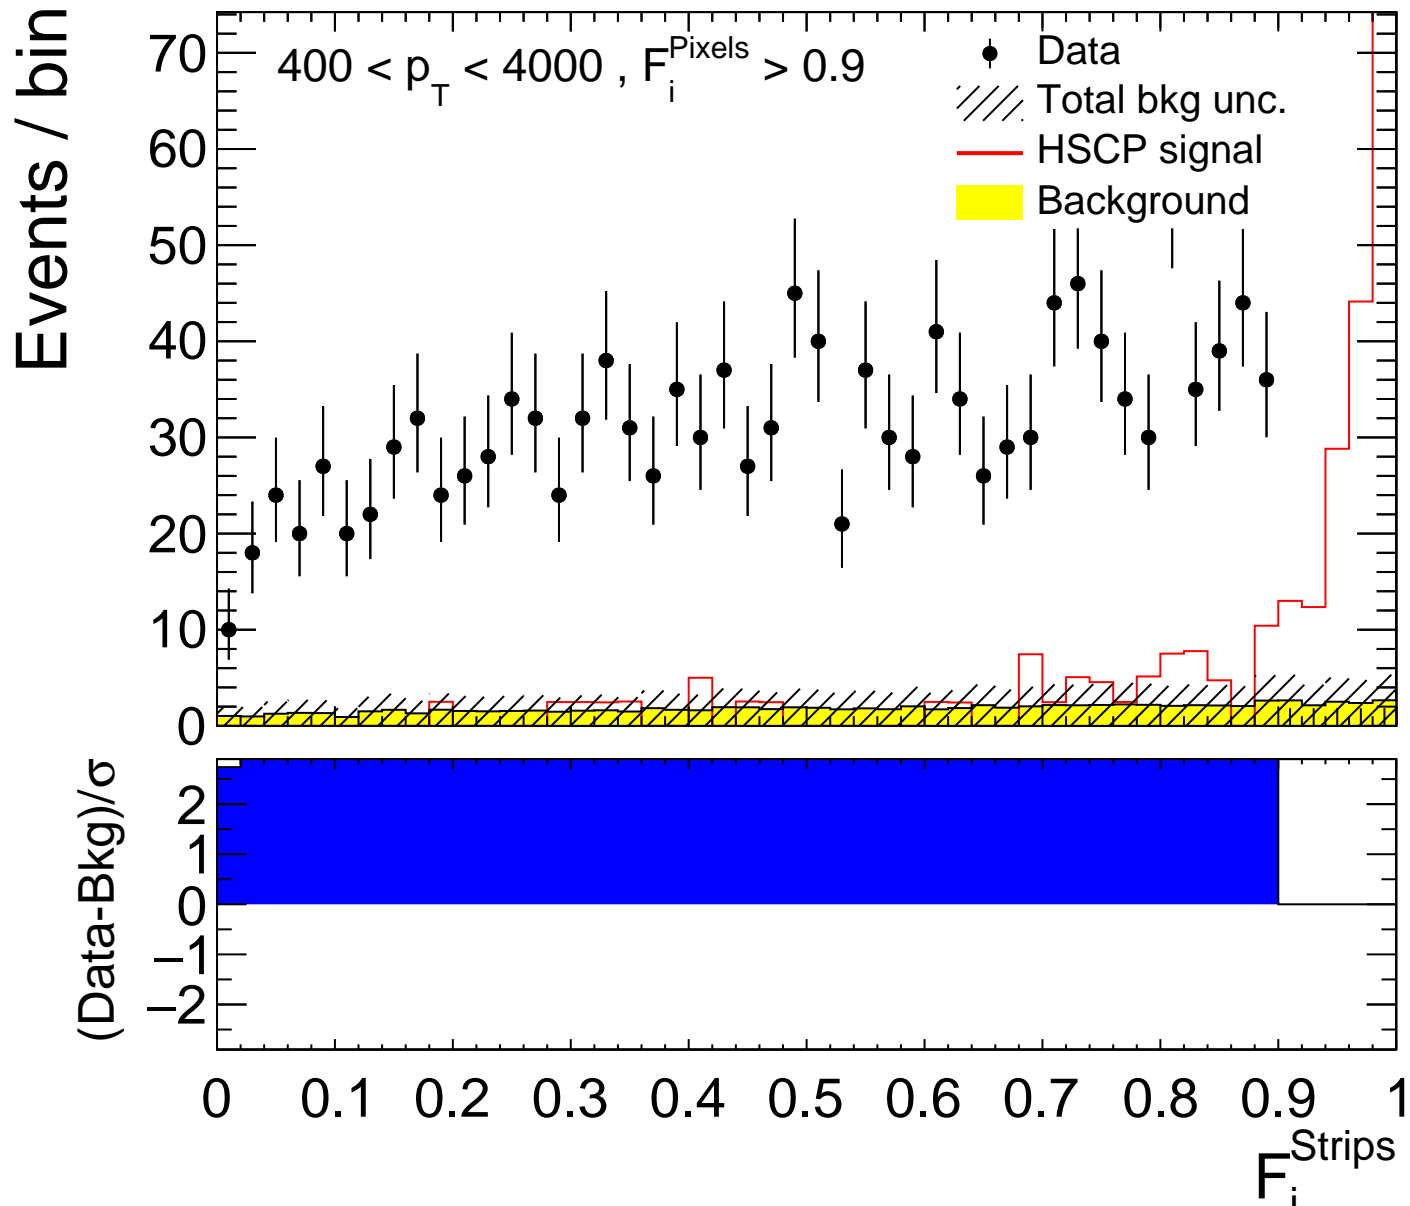 Events / bin
400 < p_T < 4000 , F_i^Pixels > 0.9
Data
Total bkg unc.
HSCP signal
Background
70
60
50
40
30
20
10
0
(Data-Bkg)/σ
2
1
0
−1
−2
0 0.1 0.2 0.3 0.4 0.5 0.6 0.7 0.8 0.9 1
F_i^Strips